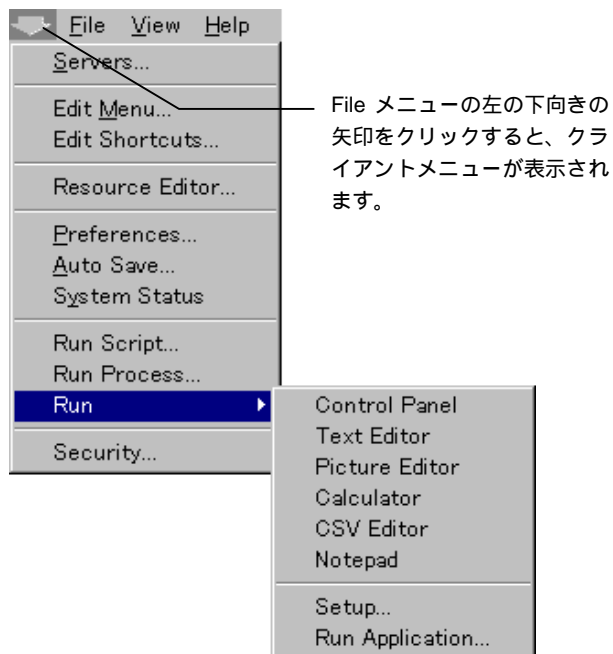 File View Help
Servers...
Edit Menu...
Edit Shortcuts...
Resource Editor...
Preferences...
Auto Save...
System Status
Run Script...
Run Process...
Run
Security...
Control Panel
Text Editor
Picture Editor
Calculator
CSV Editor
Notepad
Setup...
Run Application...
File メニューの左の下向きの
矢印をクリックすると、クラ
イアントメニューが表示され
ます。